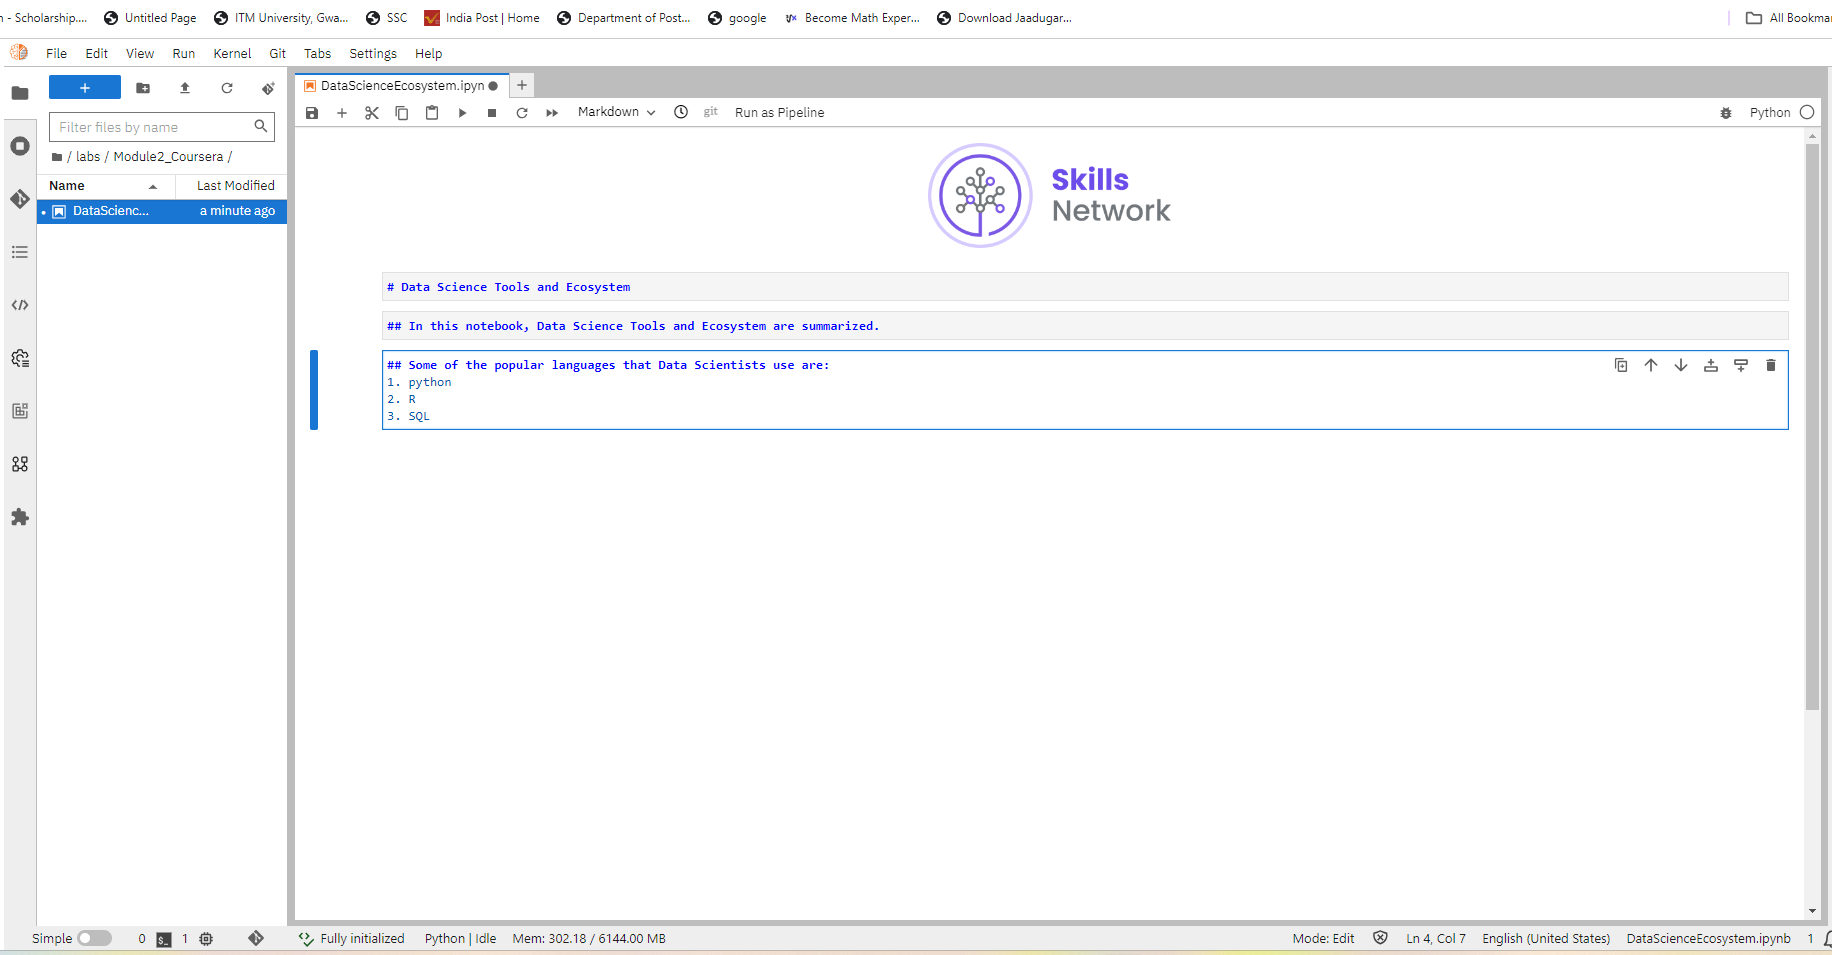 n - Scholarship....
Untitled Page
ITM University, Gwa...
SSC
India Post | Home
Department of Post...
google
Become Math Exper...
Download Jaadugar...
All Bookmar
File Edit View Run Kernel Git Tabs Settings Help
+
Filter files by name
/ labs / Module2_Coursera /
Name Last Modified
DataScienc... a minute ago
DataScienceEcosystem.ipyn
Markdown git Run as Pipeline Python
Skills
Network
# Data Science Tools and Ecosystem
## In this notebook, Data Science Tools and Ecosystem are summarized.
## Some of the popular languages that Data Scientists use are:
1. python
2. R
3. SQL
Simple 0 $_ 1 Fully initialized Python | Idle Mem: 302.18 / 6144.00 MB Mode: Edit Ln 4, Col 7 English (United States) DataScienceEcosystem.ipynb 1